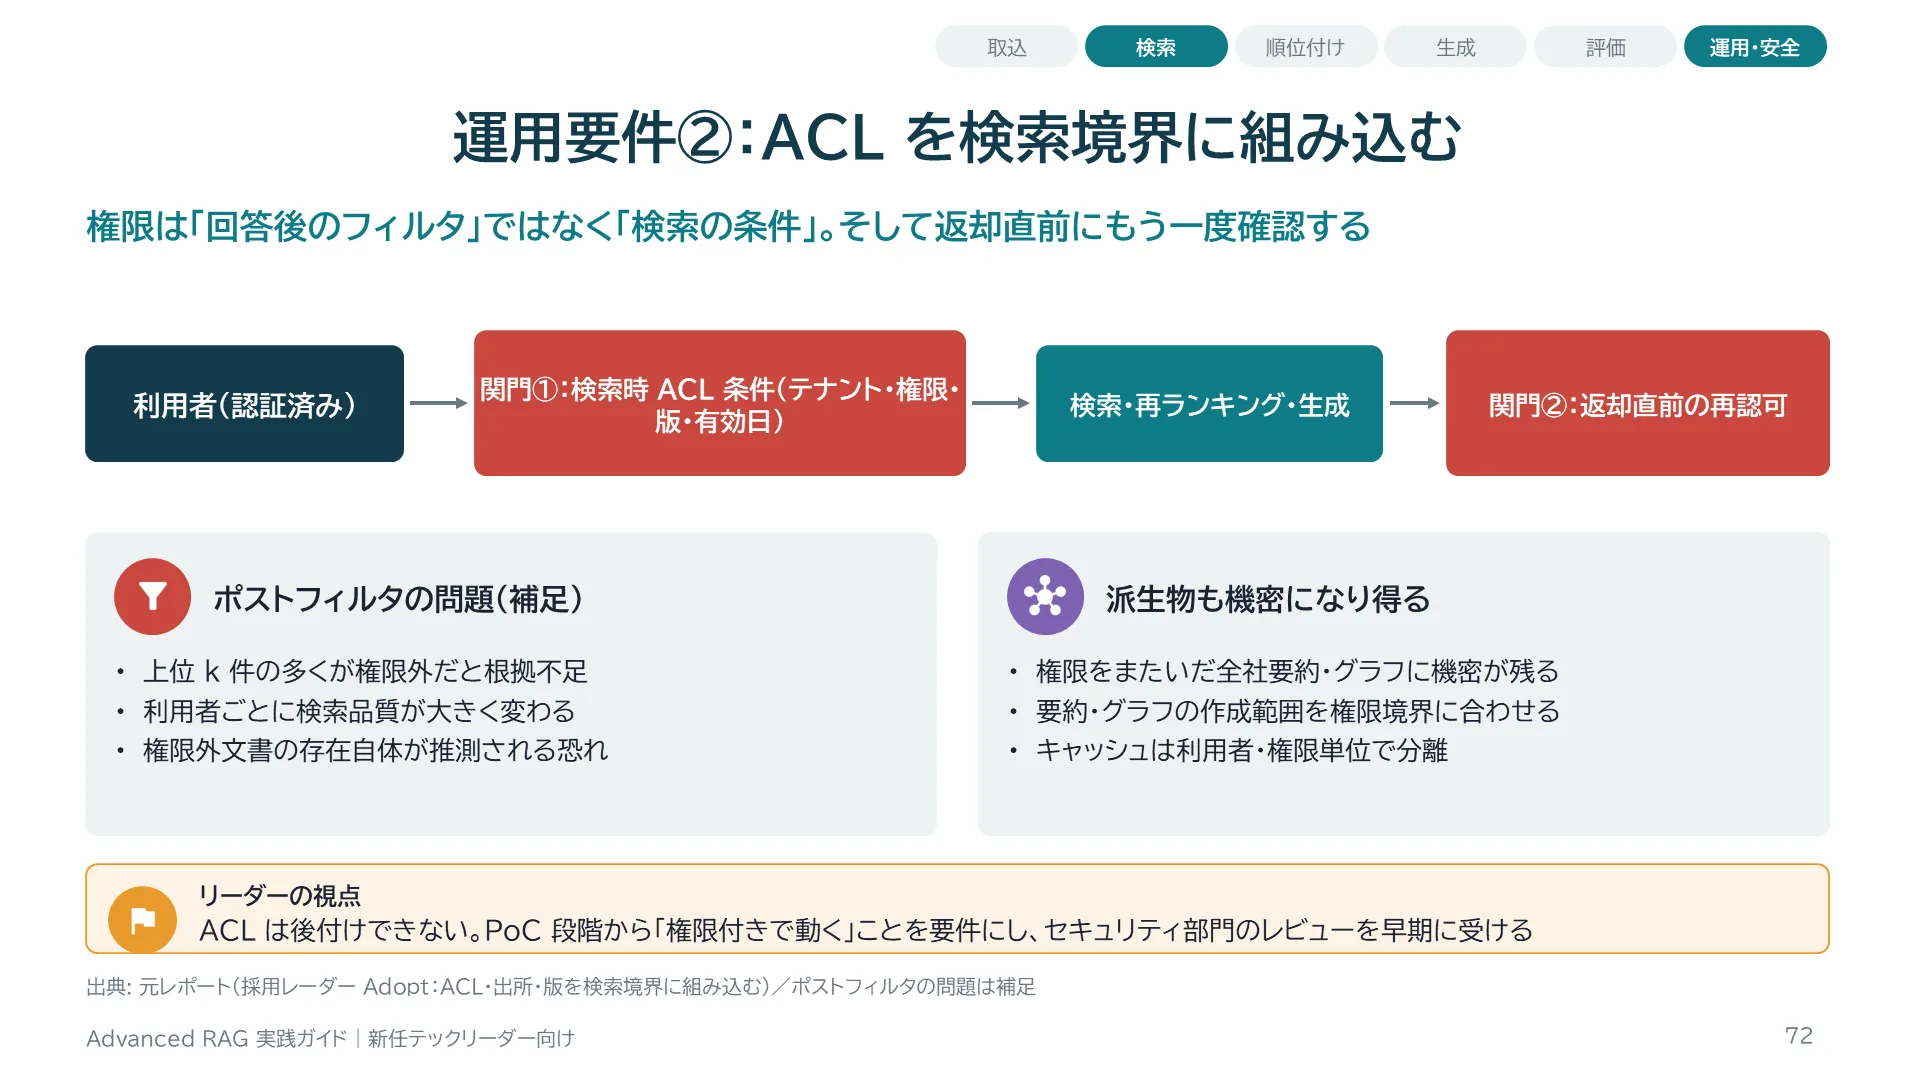 取込
検索
順位付け
生成
評価
運用・安全
運用要件②：ACL を検索境界に組み込む
権限は「回答後のフィルタ」ではなく「検索の条件」。そして返却直前にもう一度確認する
利用者（認証済み）
関門①：検索時 ACL 条件（テナント・権限・
版・有効日）
検索・再ランキング・生成
関門②：返却直前の再認可
ポストフィルタの問題（補足）
• 上位 k 件の多くが権限外だと根拠不足
• 利用者ごとに検索品質が大きく変わる
• 権限外文書の存在自体が推測される恐れ
派生物も機密になり得る
• 権限をまたいだ全社要約・グラフに機密が残る
• 要約・グラフの作成範囲を権限境界に合わせる
• キャッシュは利用者・権限単位で分離
リーダーの視点
ACL は後付けできない。PoC 段階から「権限付きで動く」ことを要件にし、セキュリティ部門のレビューを早期に受ける
出典: 元レポート（採用レーダー Adopt：ACL・出所・版を検索境界に組み込む）／ポストフィルタの問題は補足
Advanced RAG 実践ガイド｜新任テックリーダー向け
72